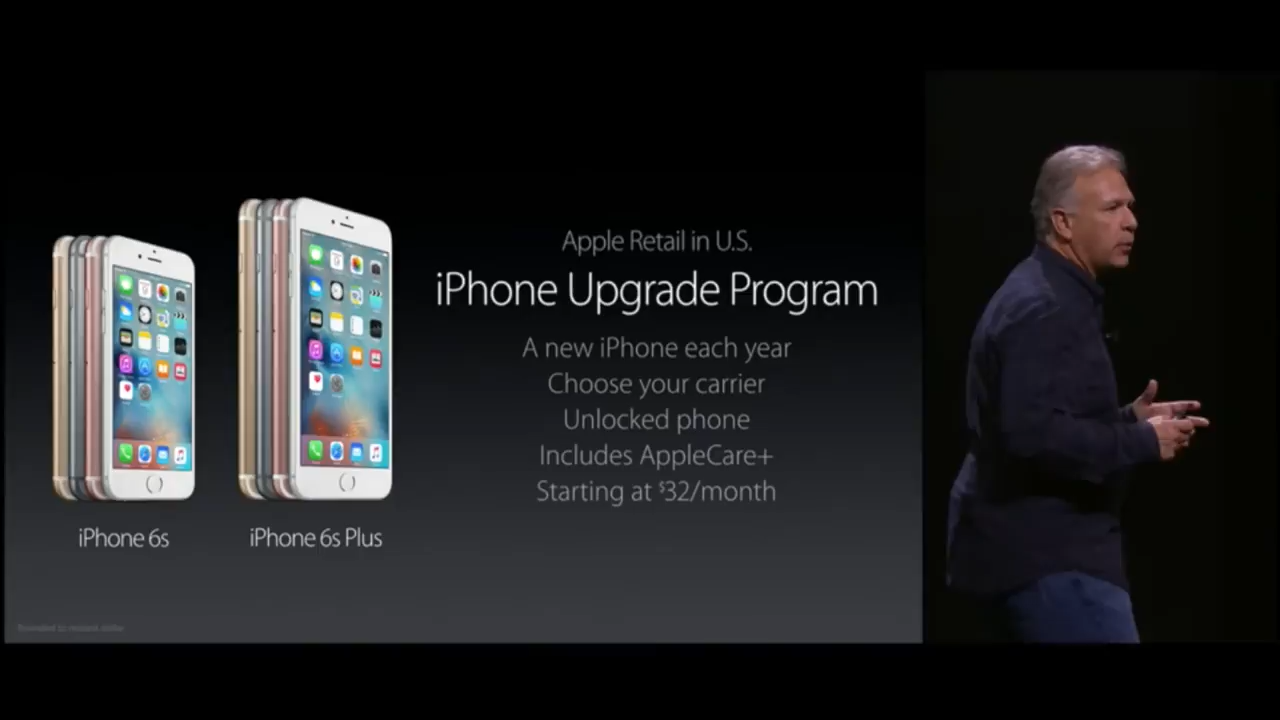 Apple Retail in U.S.
iPhone Upgrade Program
A new iPhone each year
Choose your carrier
Unlocked phone
Includes AppleCare+
Starting at $32/month
iPhone 6s
iPhone 6s Plus